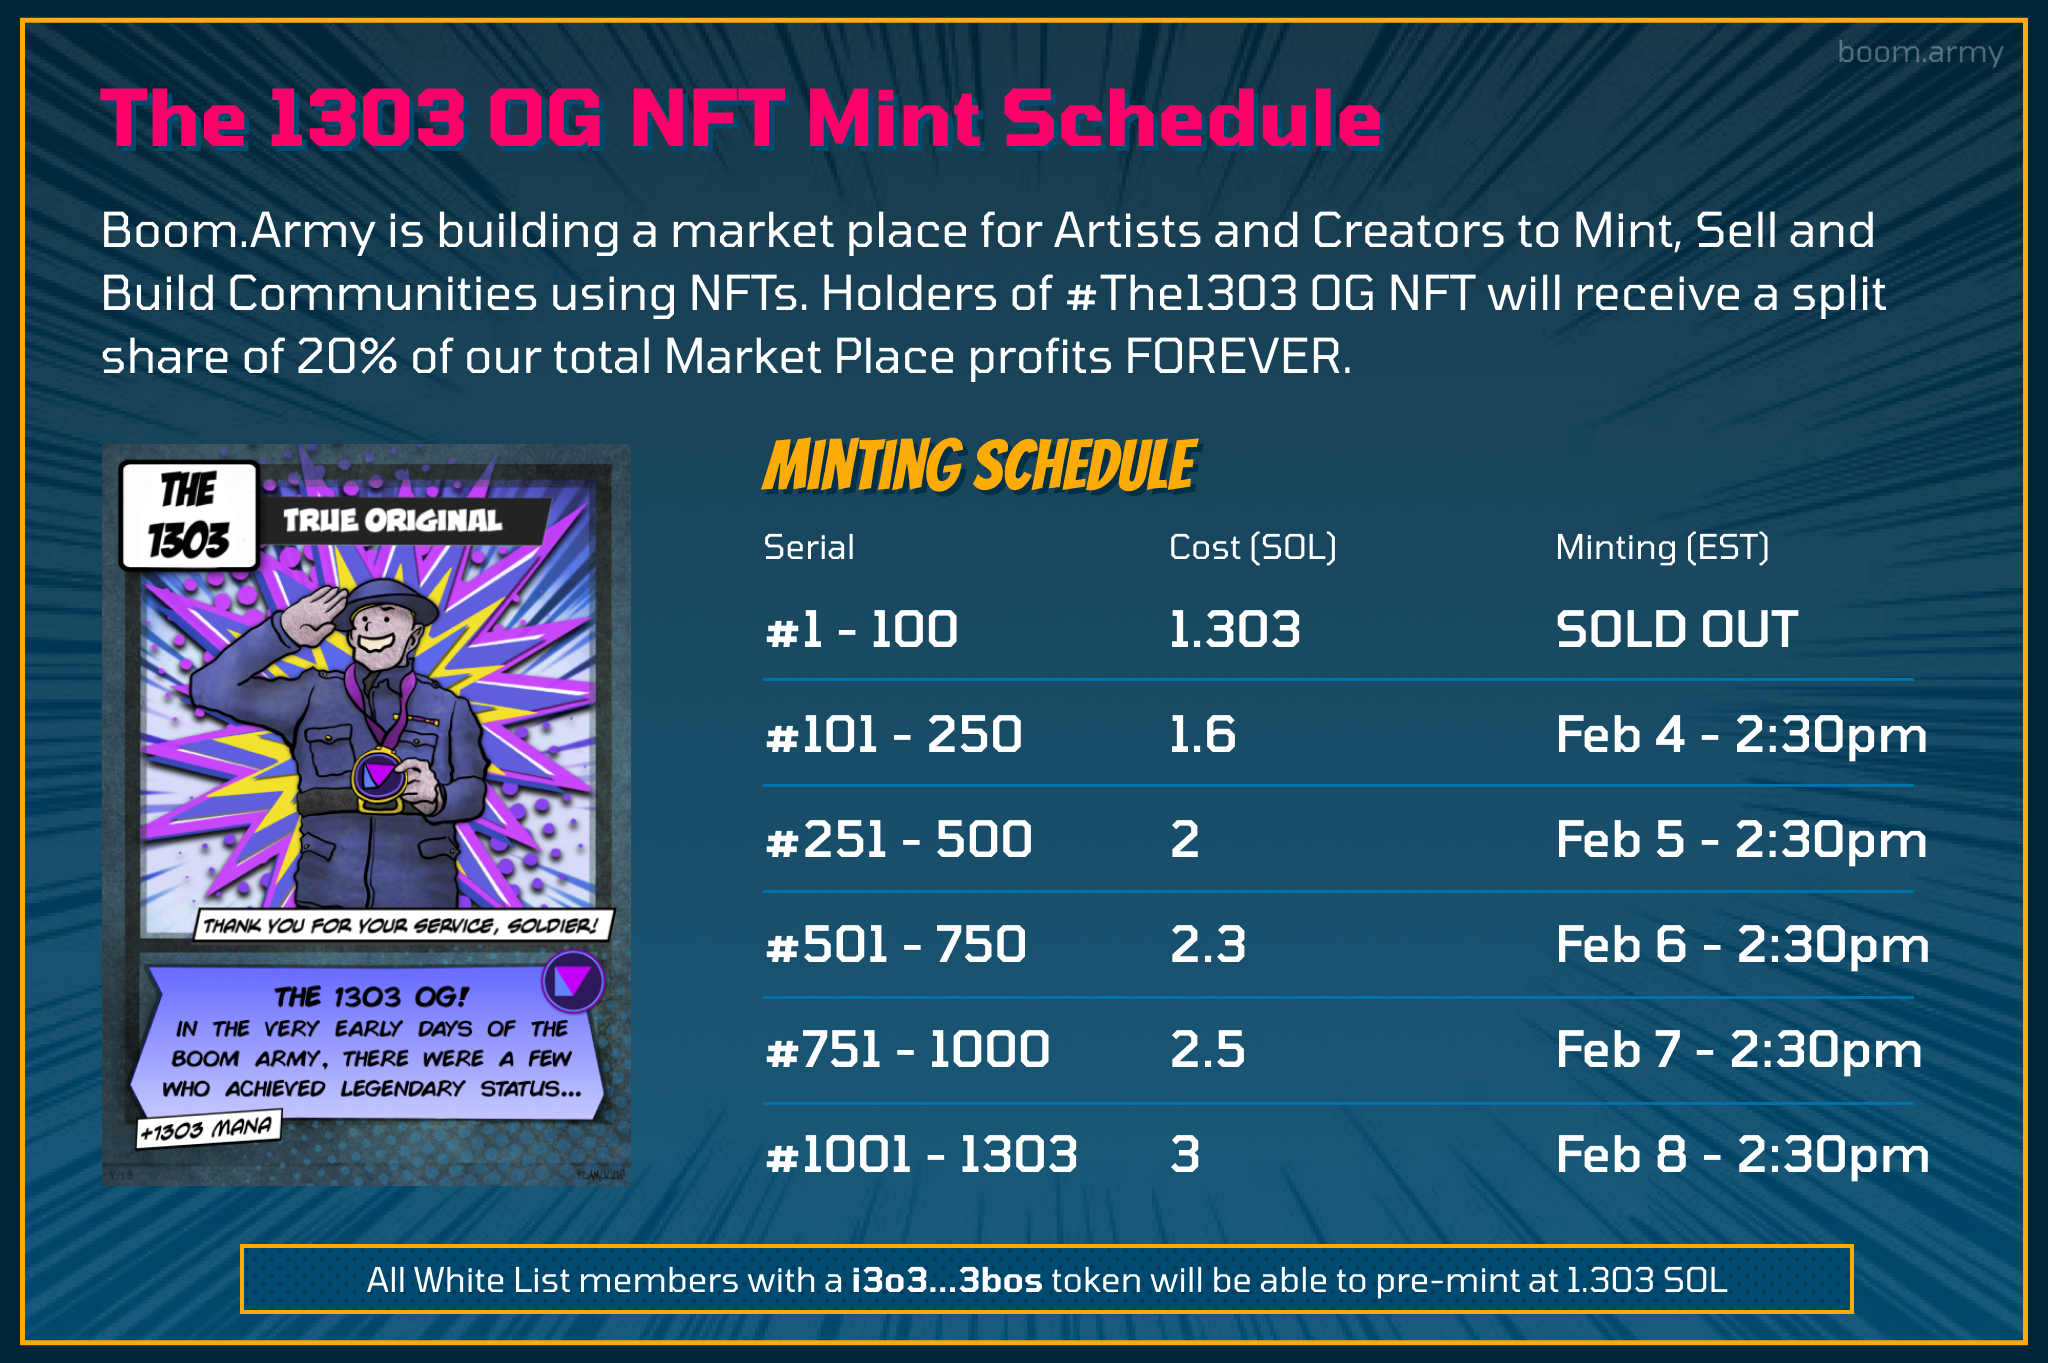 boom.army
The 1303 OG NFT Mint Schedule
Boom.Army is building a market place for Artists and Creators to Mint, Sell and
Build Communities using NFTs. Holders of #The1303 OG NFT will receive a split
share of 20% of our total Market Place profits FOREVER.
THE
1303
TRUE ORIGINAL
THANK YOU FOR YOUR SERVICE, SOLDIER!
THE 1303 OG!
IN THE VERY EARLY DAYS OF THE
BOOM ARMY, THERE WERE A FEW
WHO ACHIEVED LEGENDARY STATUS...
+1303 MANA
MINTING SCHEDULE
Serial Cost (SOL) Minting (EST)
#1 - 100 1.303 SOLD OUT
#101 - 250 1.6 Feb 4 - 2:30pm
#251 - 500 2 Feb 5 - 2:30pm
#501 - 750 2.3 Feb 6 - 2:30pm
#751 - 1000 2.5 Feb 7 - 2:30pm
#1001 - 1303 3 Feb 8 - 2:30pm
All White List members with a i3o3...3bos token will be able to pre-mint at 1.303 SOL